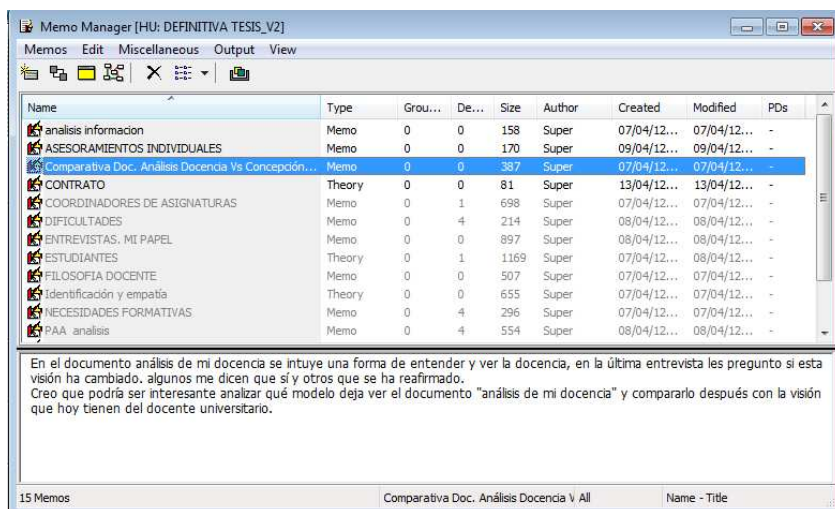 Memo Manager [HU: DEFINITIVA TESIS_V2]
Memos Edit Miscellaneous Output View
Name Type Grou... De... Size Author Created Modified PDs
analisis informacion Memo 0 0 158 Super 07/04/12... 07/04/12... -
ASESORAMIENTOS INDIVIDUALES Memo 0 0 170 Super 09/04/12... 09/04/12... -
Comparativa Doc. Análisis Docencia Vs Concepción... Memo 0 0 387 Super 07/04/12... 07/04/12... -
CONTRATO Theory 0 0 81 Super 13/04/12... 13/04/12... -
COORDINADORES DE ASIGNATURAS Memo 0 1 698 Super 07/04/12... 07/04/12... -
DIFICULTADES Memo 0 4 214 Super 08/04/12... 08/04/12... -
ENTREVISTAS. MI PAPEL Memo 0 0 897 Super 08/04/12... 08/04/12... -
ESTUDIANTES Theory 0 1 1169 Super 07/04/12... 08/04/12... -
FILOSOFIA DOCENTE Memo 0 0 507 Super 07/04/12... 07/04/12... -
Identificación y empatía Theory 0 0 655 Super 07/04/12... 07/04/12... -
NECESIDADES FORMATIVAS Memo 0 4 296 Super 07/04/12... 08/04/12... -
PAA analisis Memo 0 4 554 Super 08/04/12... 08/04/12... -
En el documento análisis de mi docencia se intuye una forma de entender y ver la docencia, en la última entrevista les pregunto si esta
visión ha cambiado. algunos me dicen que sí y otros que se ha reafirmado.
Creo que podría ser interesante analizar qué modelo deja ver el documento "análisis de mi docencia" y compararlo después con la visión
que hoy tienen del docente universitario.
15 Memos Comparativa Doc. Análisis Docencia V All Name - Title